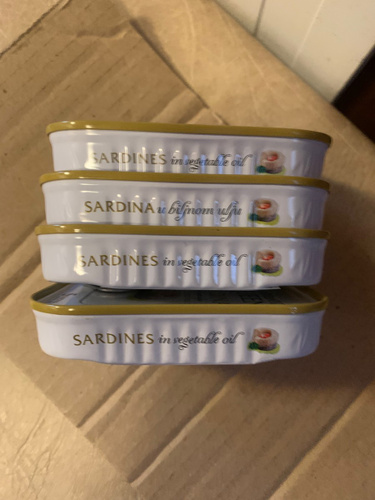 SARDINES in vegetable oil
SARDINA u biljnom ulju
SARDINES in vegetable oil
SARDINES in vegetable oil